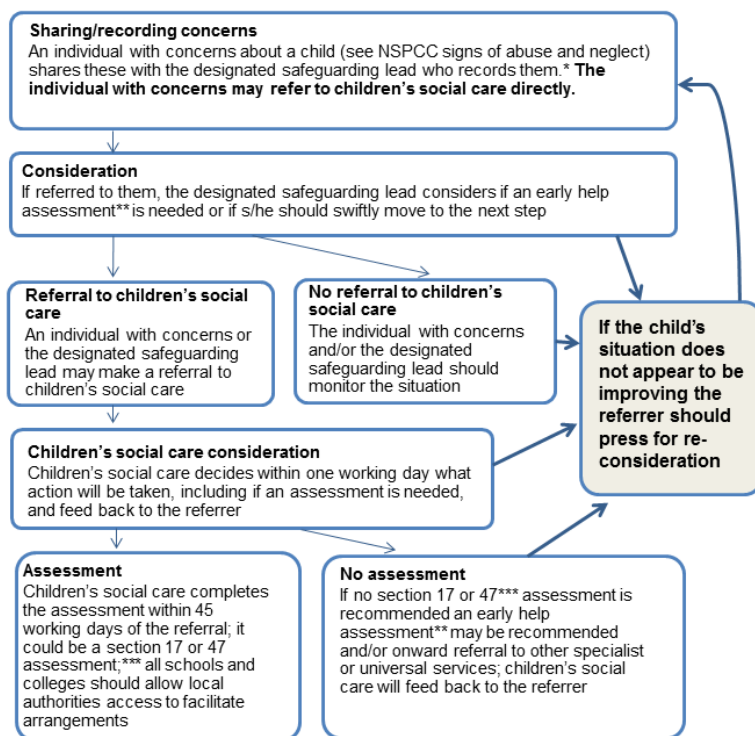 Sharing/recording concerns
An individual with concerns about a child (see NSPCC signs of abuse and neglect)
shares these with the designated safeguarding lead who records them.* The
individual with concerns may refer to children’s social care directly.
Consideration
If referred to them, the designated safeguarding lead considers if an early help
assessment** is needed or if s/he should swiftly move to the next step
Referral to children’s social
care
An individual with concerns or
the designated safeguarding
lead may make a referral to
children’s social care
No referral to children’s
social care
The individual with concerns
and/or the designated
safeguarding lead should
monitor the situation
If the child’s
situation does
not appear to be
improving the
referrer should
press for re-
consideration
Children’s social care consideration
Children’s social care decides within one working day what
action will be taken, including if an assessment is needed,
and feed back to the referrer
Assessment
Children’s social care completes
the assessment within 45
working days of the referral; it
could be a section 17 or 47
assessment;*** all schools and
colleges should allow local
authorities access to facilitate
arrangements
No assessment
If no section 17 or 47*** assessment is
recommended an early help
assessment** may be recommended
and/or onward referral to other specialist
or universal services; children’s social
care will feed back to the referrer